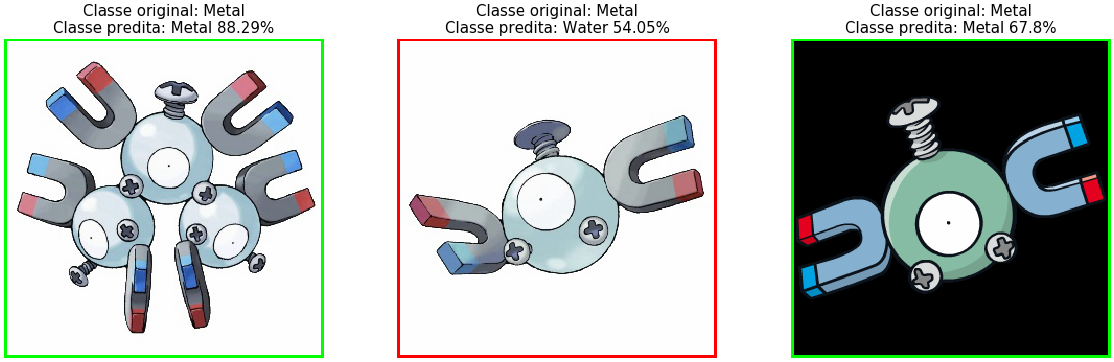 Classe original: Metal
Classe predita: Metal 88.29%
Classe original: Metal
Classe predita: Water 54.05%
Classe original: Metal
Classe predita: Metal 67.8%